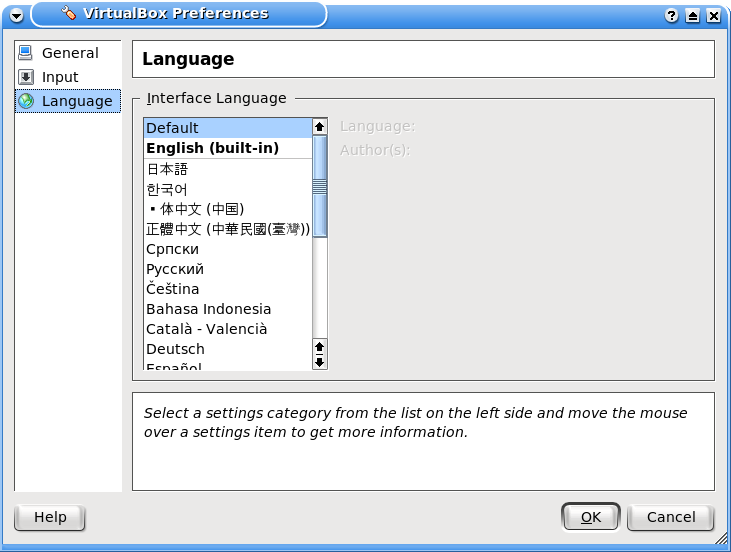 VirtualBox Preferences
General
Input
Language
Language
Interface Language
Default
English (built-in)
日本語
한국어
体中文 (中国)
正體中文 (中華民國(臺灣))
Српски
Русский
Čeština
Bahasa Indonesia
Català - Valencià
Deutsch
Español
Language:
Author(s):
Select a settings category from the list on the left side and move the mouse
over a settings item to get more information.
Help
OK
Cancel